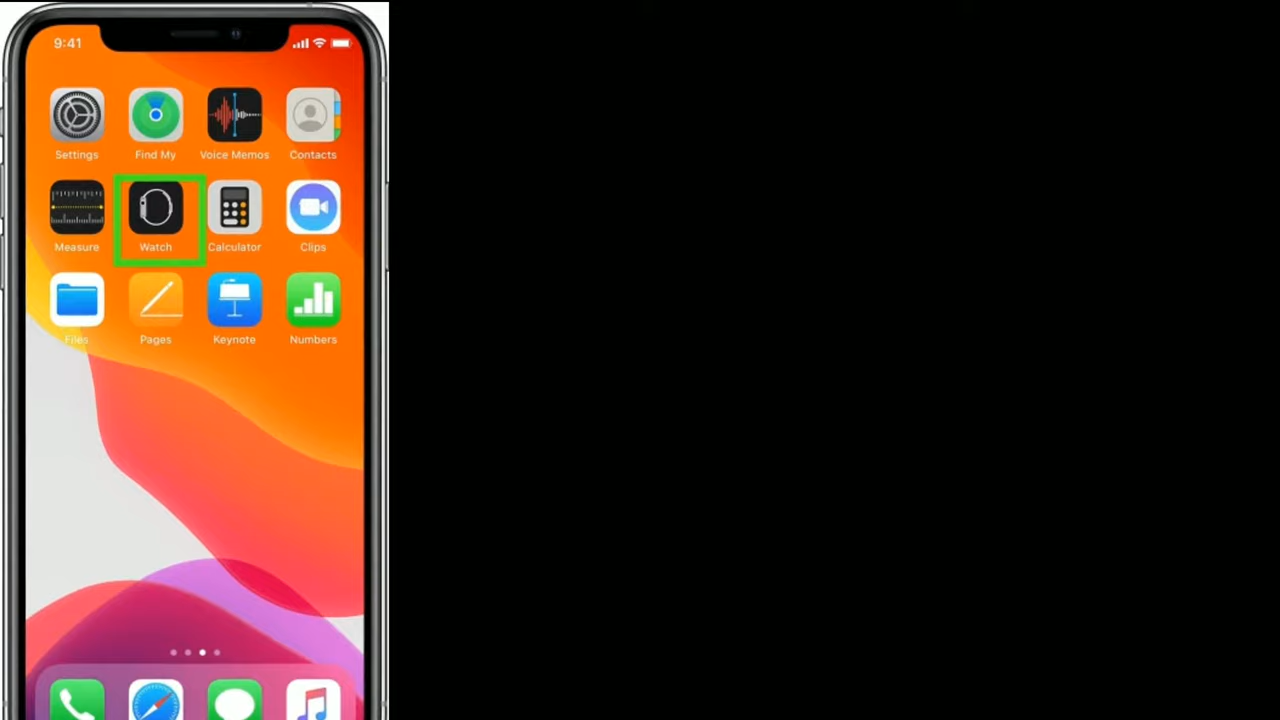 9:41
Settings Find My Voice Memos Contacts
Measure Watch Calculator Clips
Files Pages Keynote Numbers